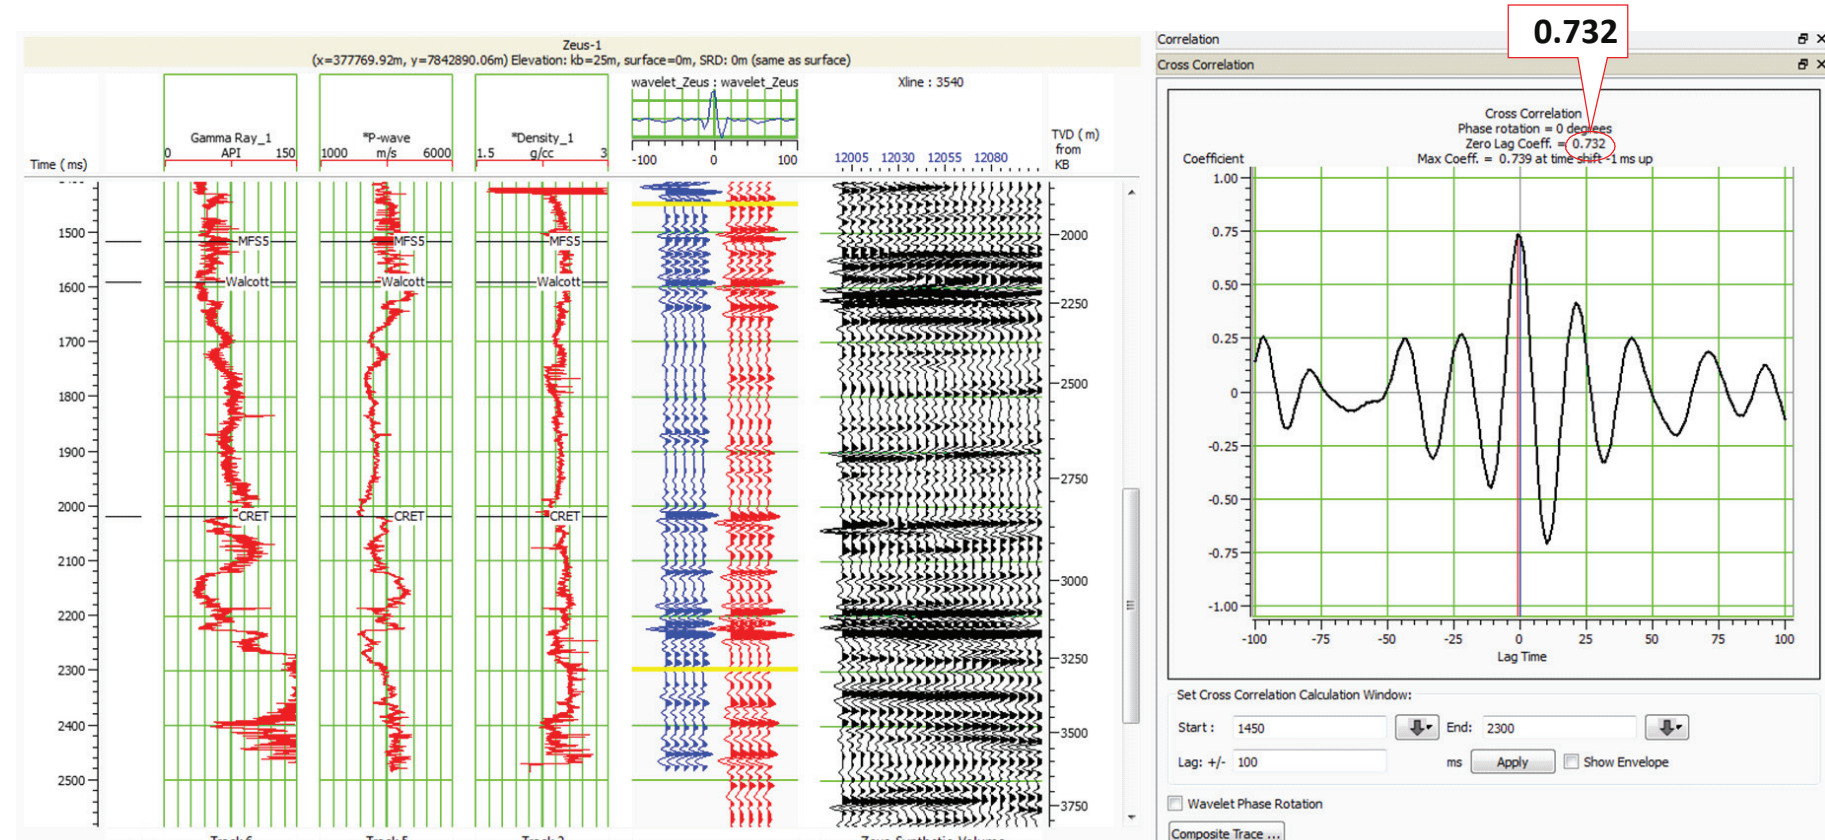 0.732
Zeus-1
(x=377769.92m, y=7842890.06m) Elevation: kb=25m, surface=0m, SRD: 0m (same as surface)
wavelet_Zeus : wavelet_Zeus
Xline : 3540
Gamma Ray_1
0 API 150
*P-wave
1000 m/s 6000
*Density_1
1.5 g/cc 3
-100 0 100
12005 12030 12055 12080
TVD ( m)
from
KB
Time ( ms)
1500
1600
1700
1800
1900
2000
2100
2200
2300
2400
2500
MFS5 MFS5 MFS5
Walcott Walcott Walcott
CRET CRET CRET
2000
2250
2500
2750
3000
3250
3500
3750
Correlation
Cross Correlation
Cross Correlation
Phase rotation = 0 degrees
Zero Lag Coeff. = 0.732
Max Coeff. = 0.739 at time shift -1 ms up
Coefficient
1.00
0.75
0.50
0.25
0
-0.25
-0.50
-0.75
-1.00
-100 -75 -50 -25 0 25 50 75 100
Lag Time
Set Cross Correlation Calculation Window:
Start : 1450 End: 2300
Lag: +/- 100 ms Apply Show Envelope
Wavelet Phase Rotation
Composite Trace ...